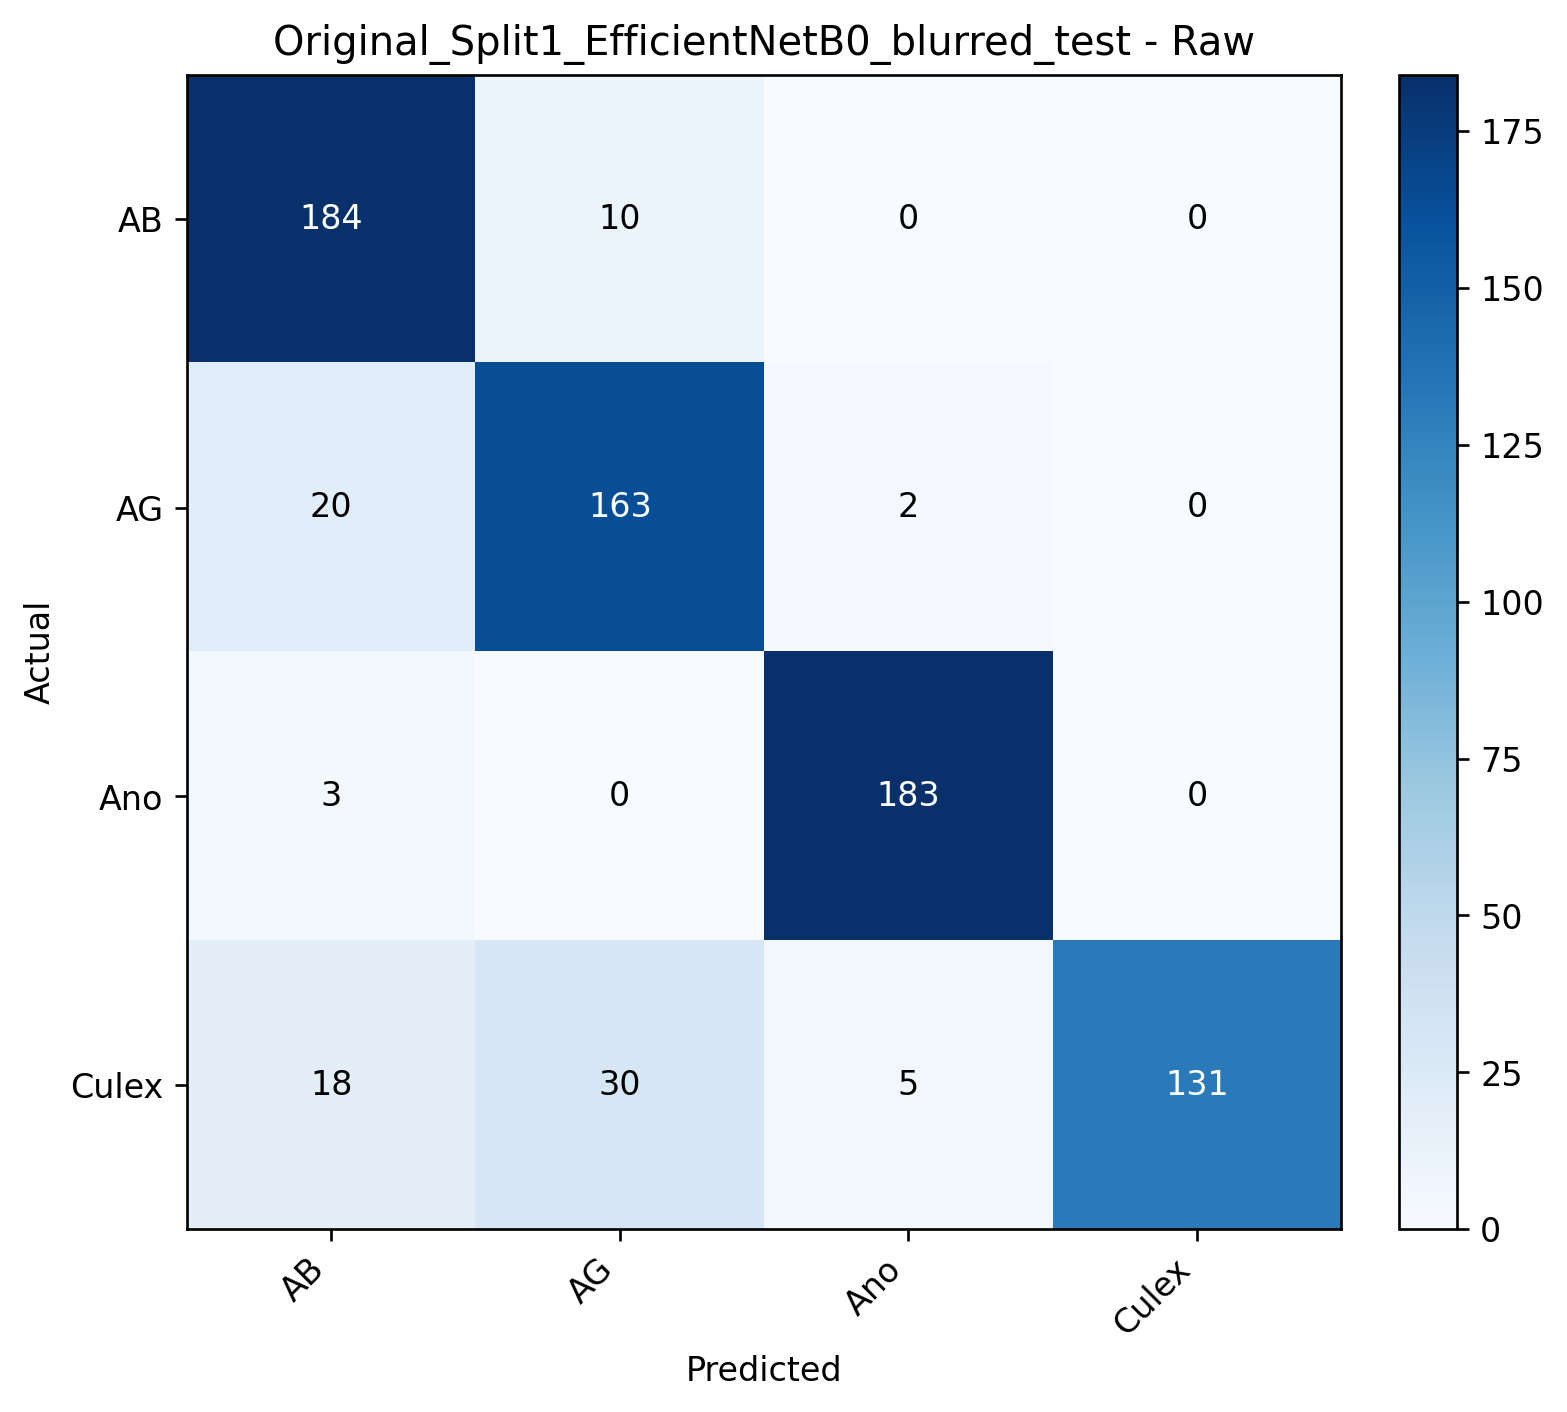 Original_Split1_EfficientNetB0_blurred_test - Raw
Actual
AB 184 10 0 0
AG 20 163 2 0
Ano 3 0 183 0
Culex 18 30 5 131
AB AG Ano Culex
Predicted
175
150
125
100
75
50
25
0